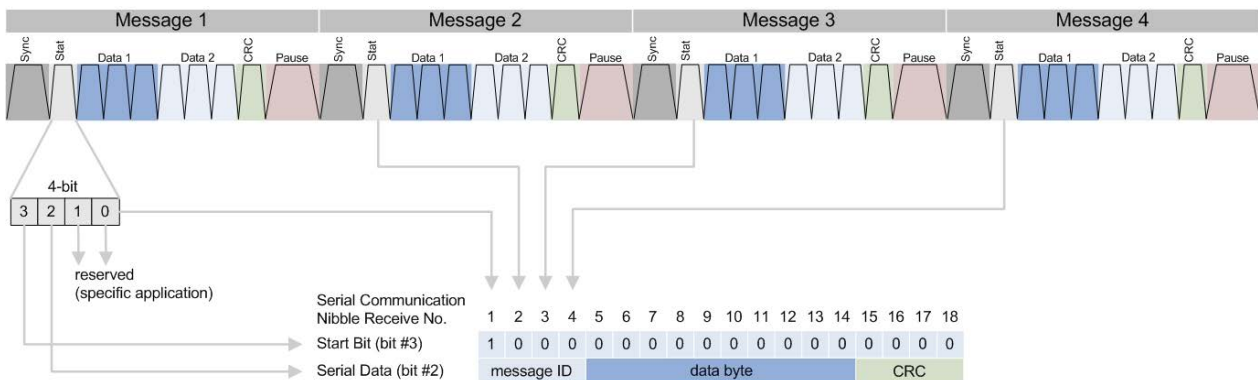 Message 1 Message 2 Message 3 Message 4
Sync Stat Data 1 Data 2 CRC Pause Sync Stat Data 1 Data 2 CRC Pause Sync Stat Data 1 Data 2 CRC Pause Sync Stat Data 1 Data 2 CRC Pause
4-bit
3 2 1 0
reserved
(specific application)
Serial Communication
Nibble Receive No. 1 2 3 4 5 6 7 8 9 10 11 12 13 14 15 16 17 18
Start Bit (bit #3) 1 0 0 0 0 0 0 0 0 0 0 0 0 0 0 0 0 0
Serial Data (bit #2) message ID data byte CRC